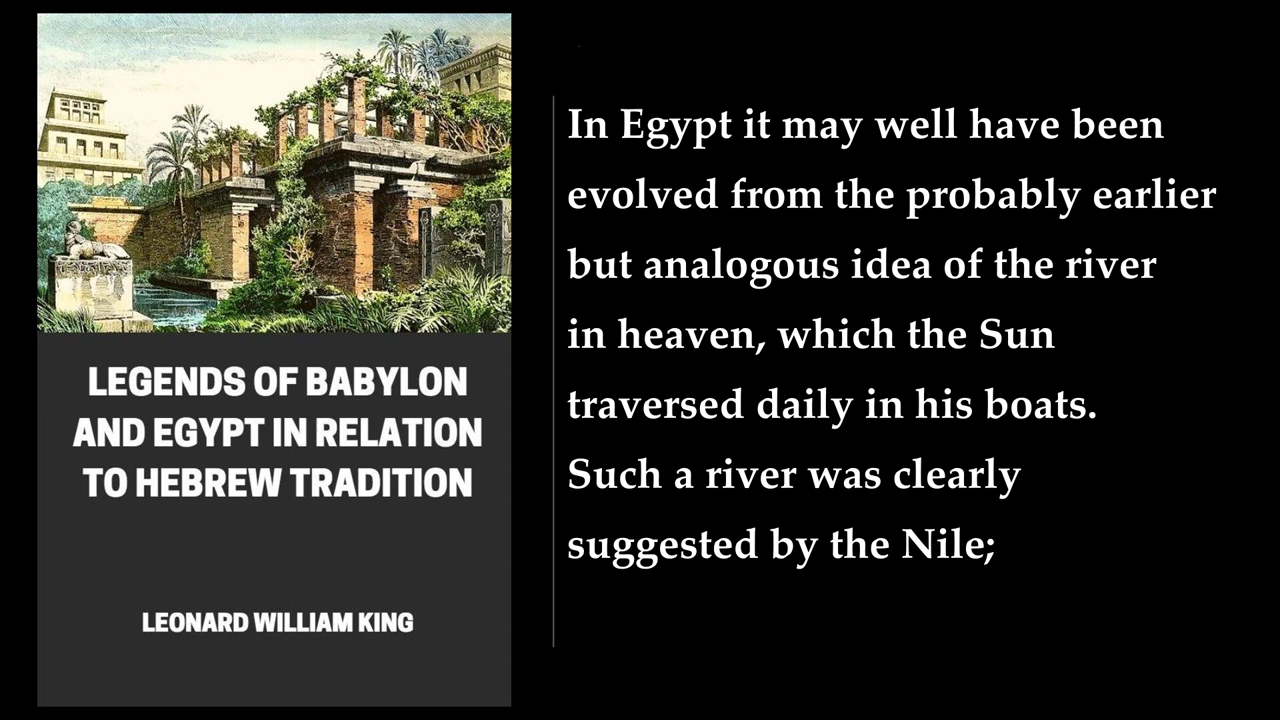 LEGENDS OF BABYLON
AND EGYPT IN RELATION
TO HEBREW TRADITION
LEONARD WILLIAM KING
In Egypt it may well have been
evolved from the probably earlier
but analogous idea of the river
in heaven, which the Sun
traversed daily in his boats.
Such a river was clearly
suggested by the Nile;